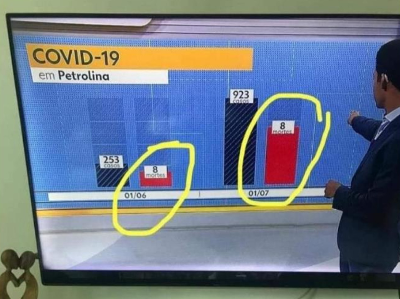 COVID-19
em Petrolina
923
casos
8
mortes
253
casos
8
mortes
01/06
01/07